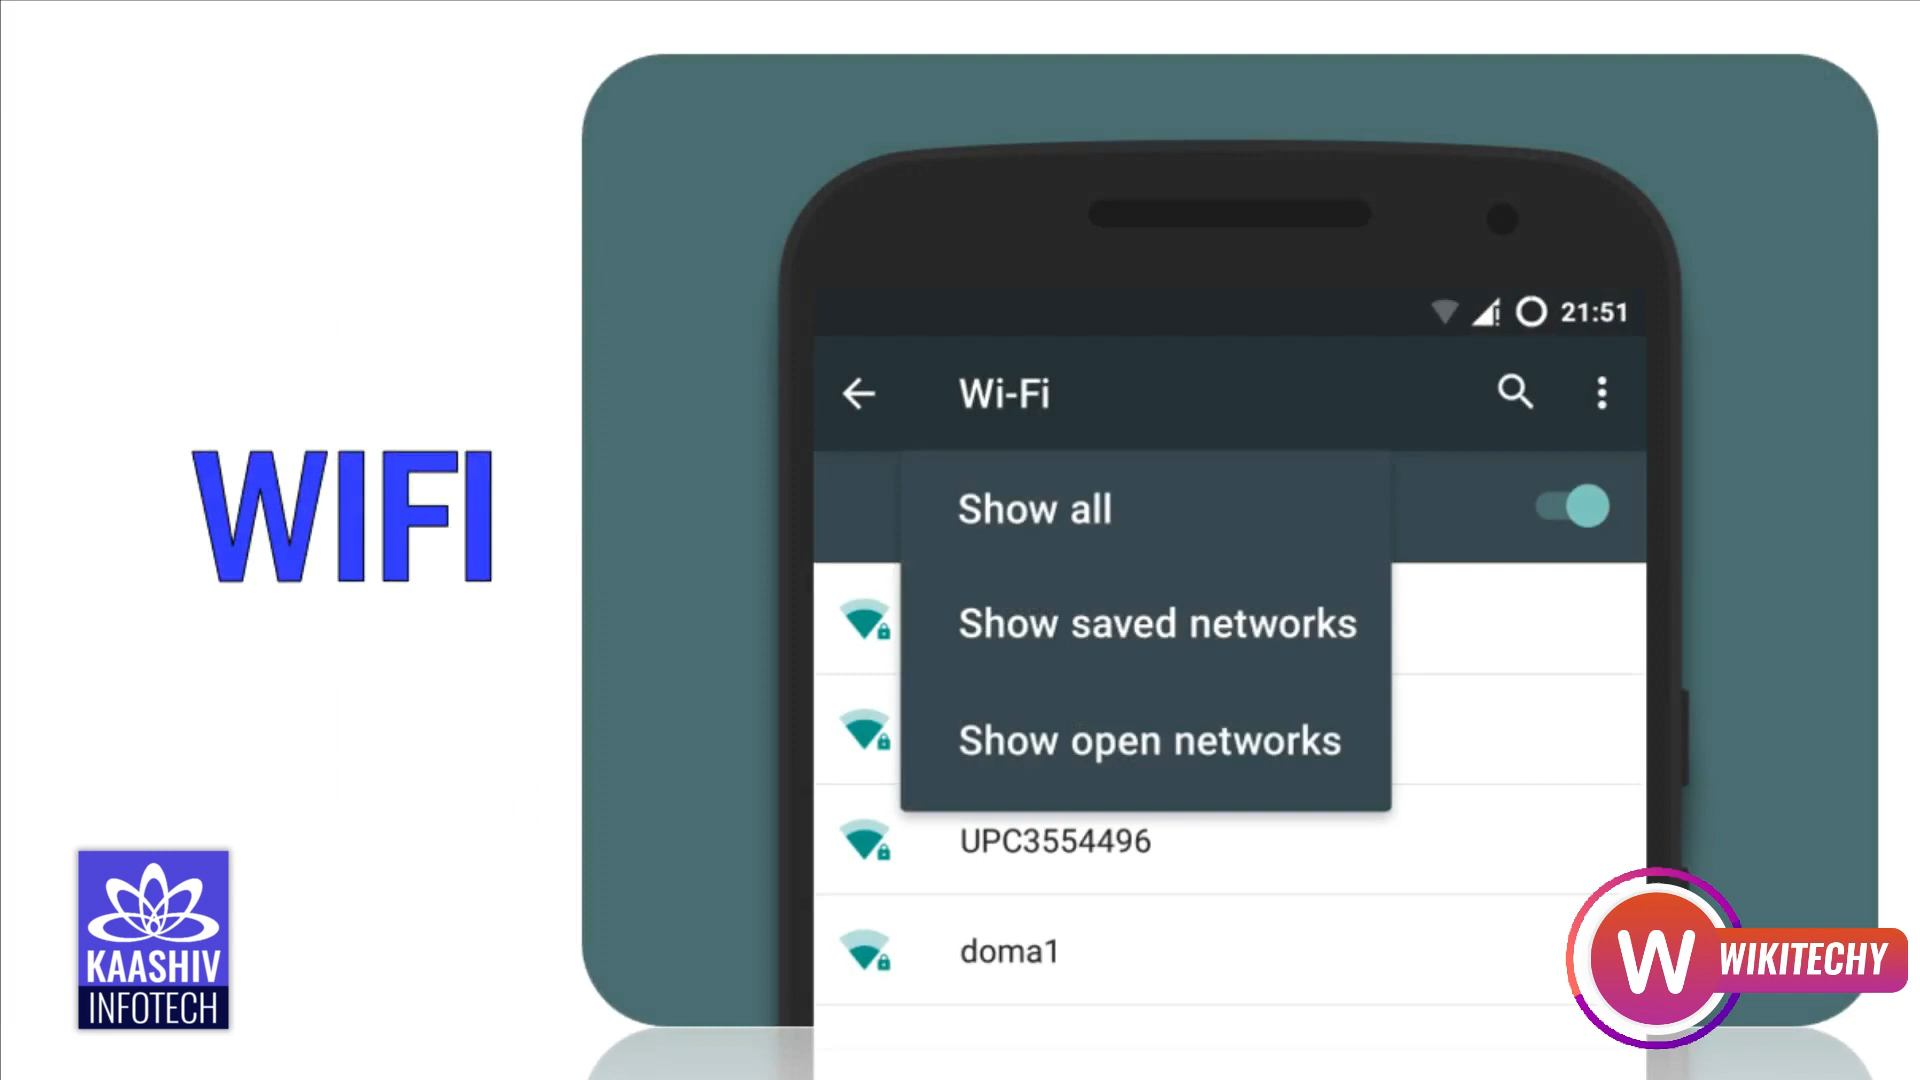 WIFI
21:51
Wi-Fi
Show all
Show saved networks
Show open networks
UPC3554496
doma1
KAASHIV
INFOTECH
W WIKITECHY